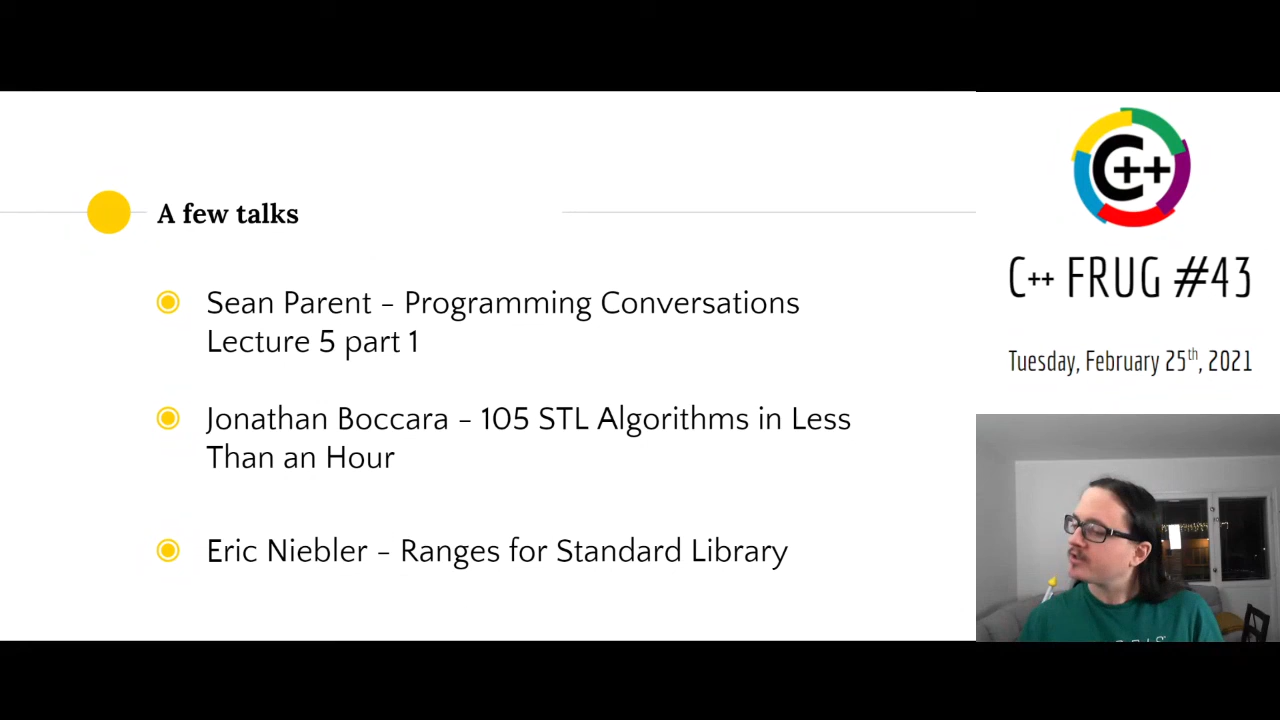 A few talks
Sean Parent – Programming Conversations
Lecture 5 part 1
Jonathan Boccara – 105 STL Algorithms in Less
Than an Hour
Eric Niebler – Ranges for Standard Library
C++
C++ FRUG #43
Tuesday, February 25th, 2021